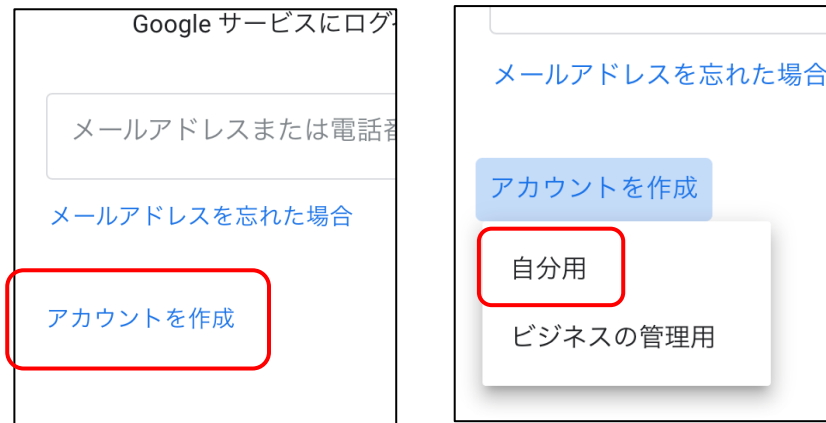 Google サービスにログ
メールアドレスまたは電話番
メールアドレスを忘れた場合
アカウントを作成
メールアドレスを忘れた場合
アカウントを作成
自分用
ビジネスの管理用